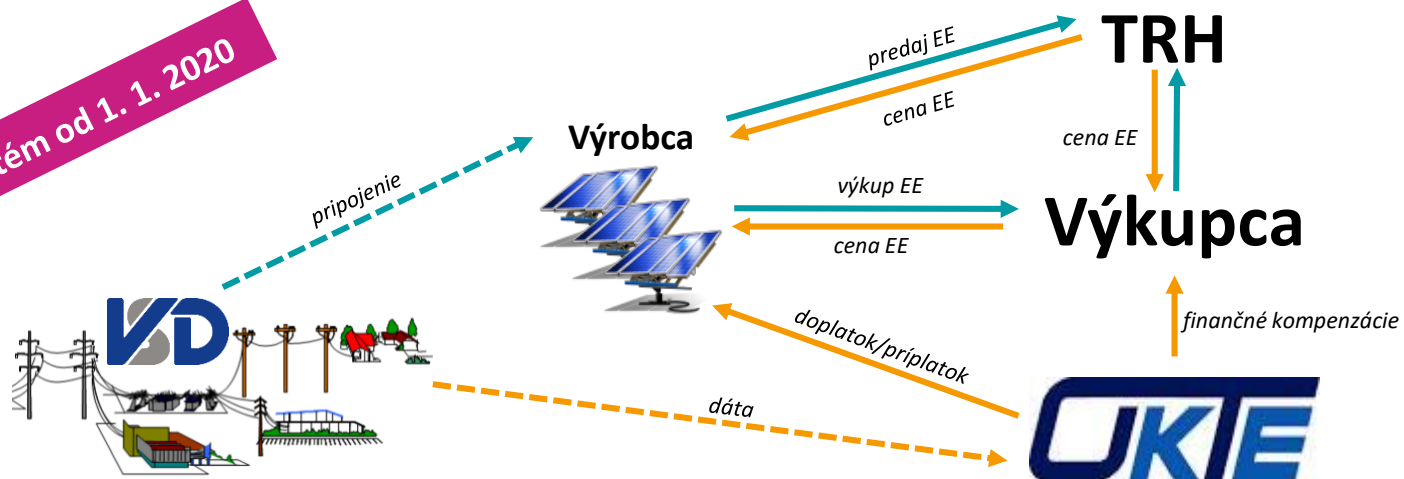 tém od 1. 1. 2020
TRH
predaj EE
cena EE
Výrobca
cena EE
pripojenie
výkup EE
Výkupca
cena EE
VSD
finančné kompenzácie
doplatok/príplatok
dáta
OKTE